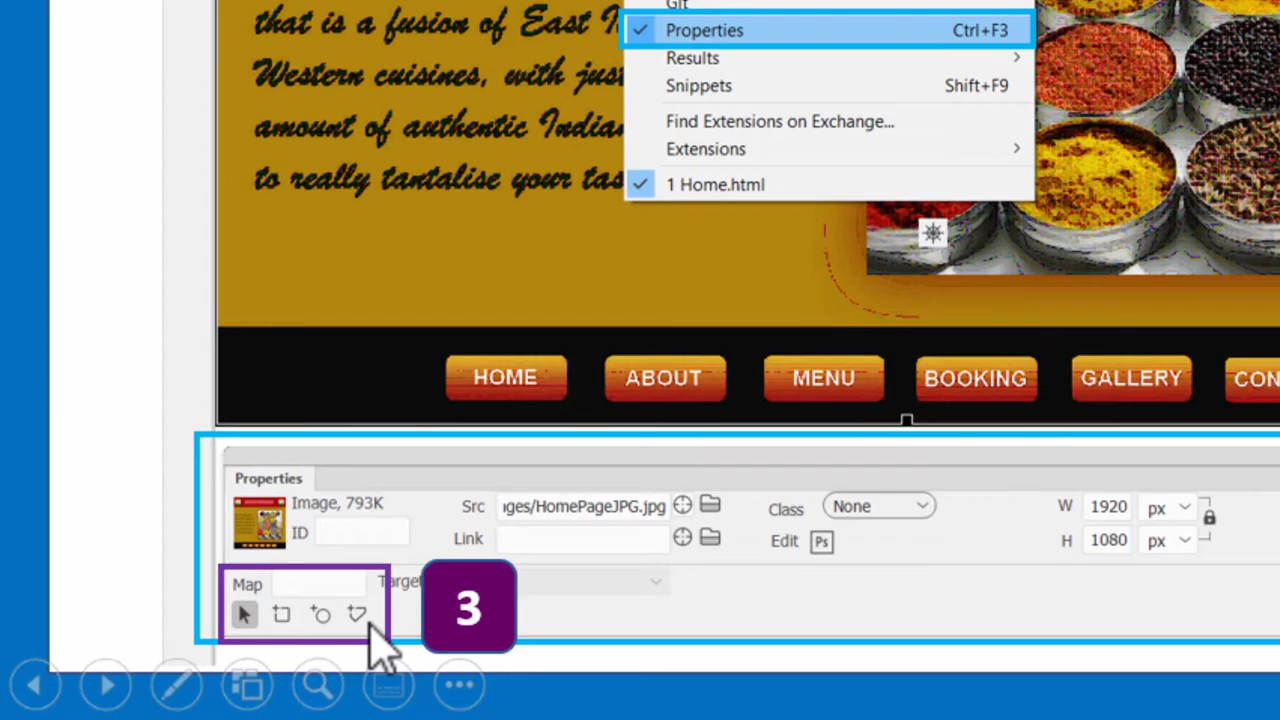 Git
that is a fusion of East
Properties Ctrl+F3
Results
Western cuisines, with just
Snippets Shift+F9
amount of authentic Indian
Find Extensions on Exchange...
Extensions
to really tantalise your
1 Home.html
HOME ABOUT MENU BOOKING GALLERY CON
Properties
Image, 793K Src ages/HomePageJPG.jpg Class None W 1920 px
ID Link Edit Ps H 1080 px
Map Target
3